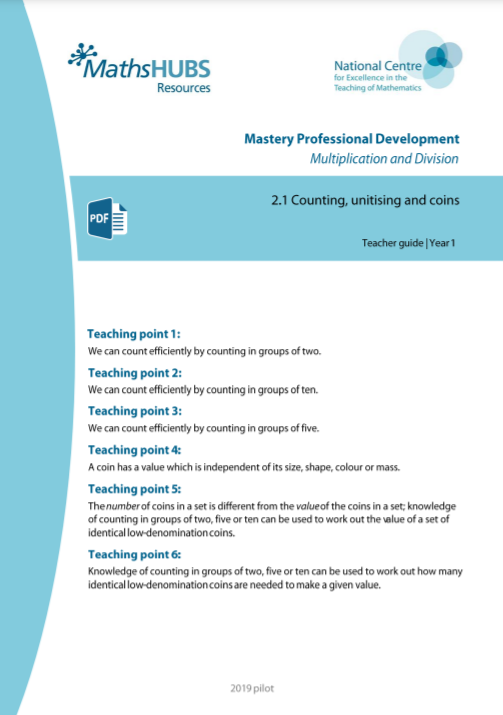 MathsHUBS
Resources
National Centre
for Excellence in the
Teaching of Mathematics
Mastery Professional Development
Multiplication and Division
2.1 Counting, unitising and coins
PDF
Teacher guide | Year 1
Teaching point 1:
We can count efficiently by counting in groups of two.
Teaching point 2:
We can count efficiently by counting in groups of ten.
Teaching point 3:
We can count efficiently by counting in groups of five.
Teaching point 4:
A coin has a value which is independent of its size, shape, colour or mass.
Teaching point 5:
The number of coins in a set is different from the value of the coins in a set; knowledge
of counting in groups of two, five or ten can be used to work out the value of a set of
identical low-denomination coins.
Teaching point 6:
Knowledge of counting in groups of two, five or ten can be used to work out how many
identical low-denomination coins are needed to make a given value.
2019 pilot